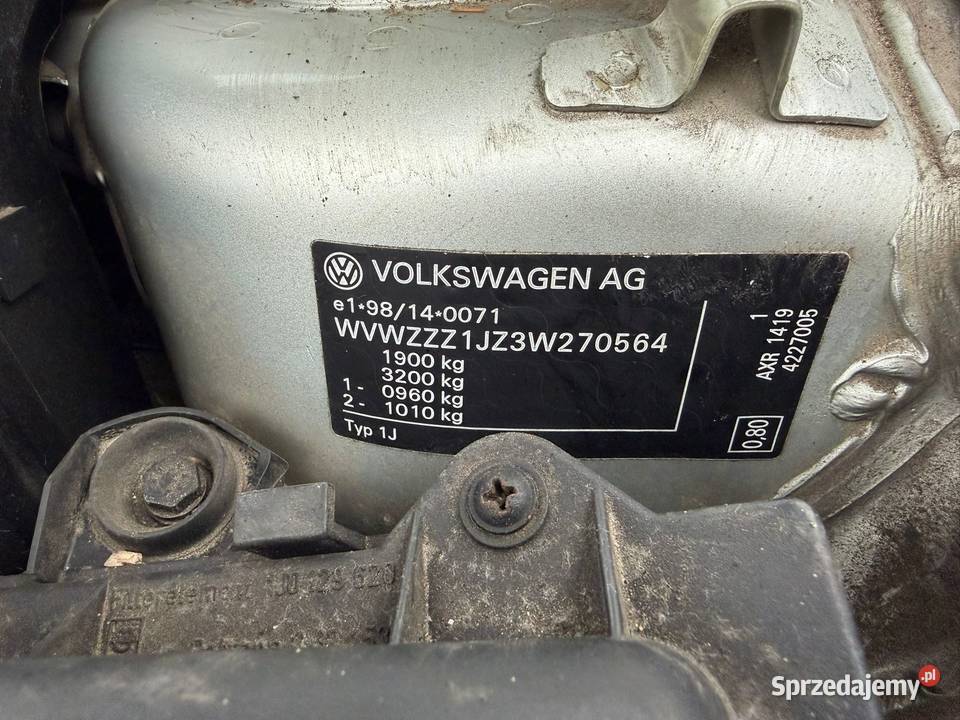 VOLKSWAGEN AG
e1*98/14*0071
WVWZZZ1JZ3W270564
1900 kg
3200 kg
1 - 0960 kg
2 - 1010 kg
Typ 1J
1
AXR 1419
4227005
0,80
Filterelement
Sprzedajemy.pl